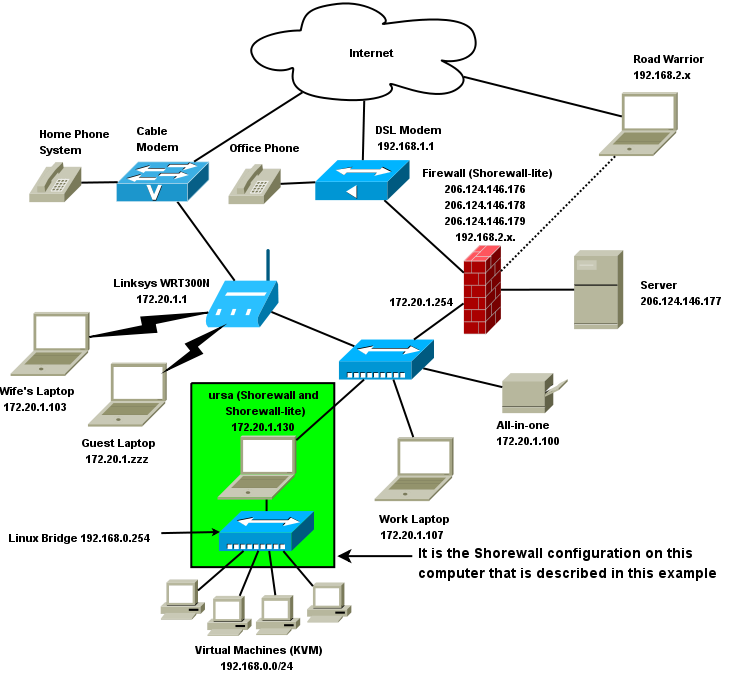 Internet
Road Warrior
192.168.2.x
Home Phone
System
Cable
Modem
Office Phone
DSL Modem
192.168.1.1
Firewall (Shorewall-lite)
206.124.146.176
206.124.146.178
206.124.146.179
192.168.2.x.
Linksys WRT300N
172.20.1.1
172.20.1.254
Server
206.124.146.177
Wife's Laptop
172.20.1.103
Guest Laptop
172.20.1.zzz
ursa (Shorewall and
Shorewall-lite)
172.20.1.130
All-in-one
172.20.1.100
Work Laptop
172.20.1.107
Linux Bridge 192.168.0.254
It is the Shorewall configuration on this
computer that is described in this example
Virtual Machines (KVM)
192.168.0.0/24
V